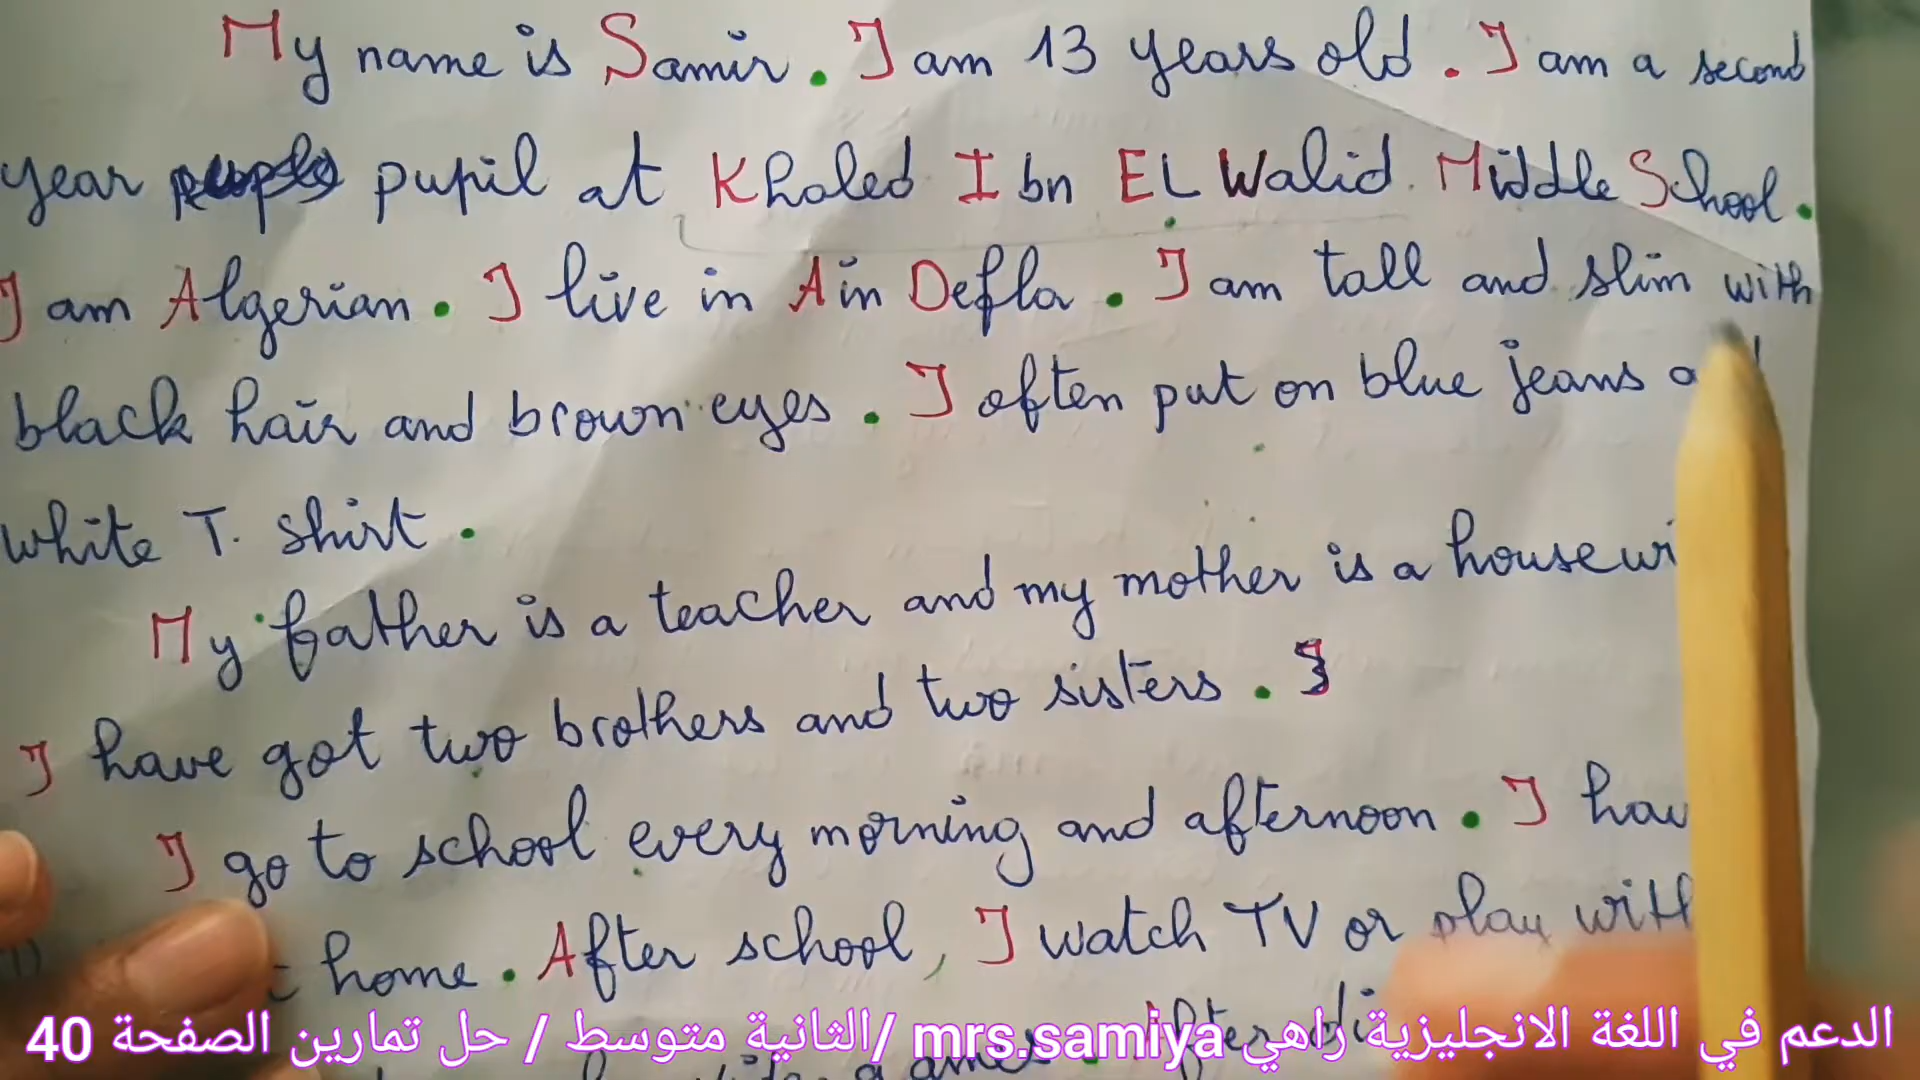 My name is Samir. I am 13 years old. I am a second
year pupil at Khaled Ibn EL Walid Middle School.
I am Algerian. I live in Ain Defla. I am tall and slim with
black hair and brown eyes. I often put on blue jeans
white T. shirt.
My father is a teacher and my mother is a
I have got two brothers and two sisters.
I go to school every morning and afternoon. I
home. After school, I watch TV or play with
الدعم في اللغة الانجليزية راهي mrs.samiya /الثانية متوسط / حل تمارين الصفحة 40